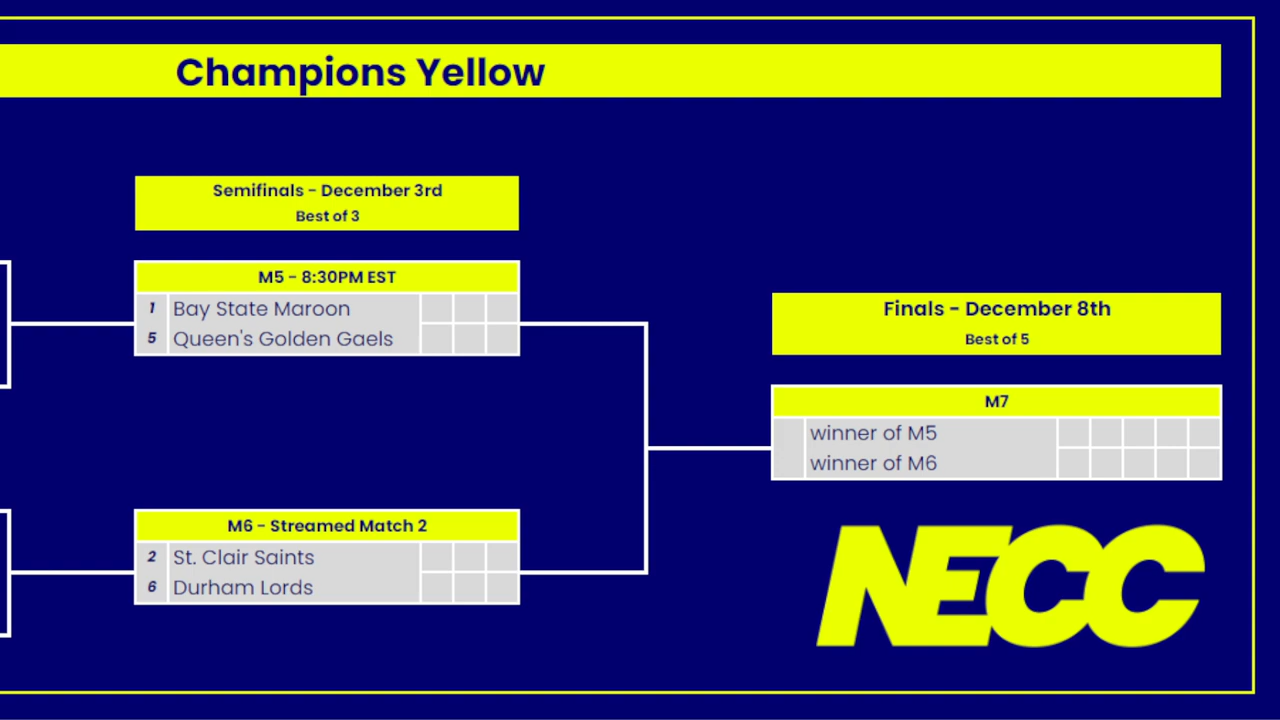 Champions Yellow
Semifinals - December 3rd
Best of 3
M5 - 8:30PM EST
1 Bay State Maroon
5 Queen's Golden Gaels
Finals - December 8th
Best of 5
M7
winner of M5
winner of M6
M6 - Streamed Match 2
2 St. Clair Saints
6 Durham Lords
NECC